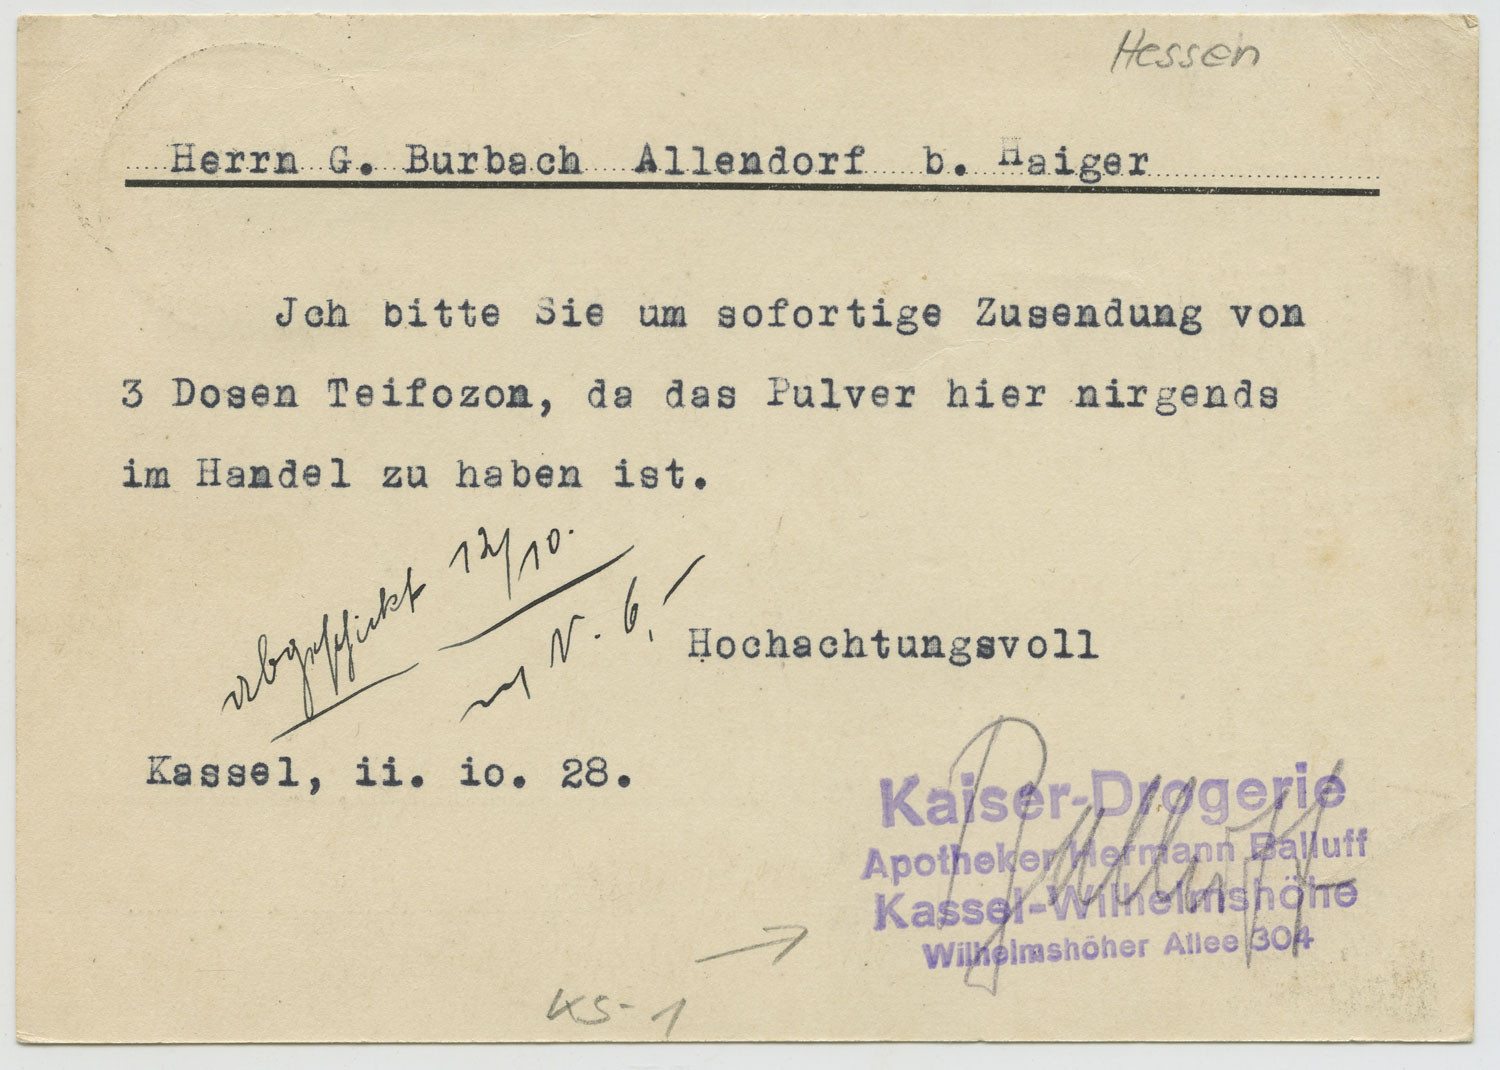 Hessen
Herrn G. Burbach Allendorf b. Haiger
Jch bitte Sie um sofortige Zusendung von
3 Dosen Teifozon, da das Pulver hier nirgends
im Handel zu haben ist.
abgeschickt 12/10.
N. 6,–
Hochachtungsvoll
Kassel, ii. io. 28.
Kaiser-Drogerie
Apotheker Hermann Balluff
Kassel-Wilhelmshöhe
Wilhelmshöher Allee 304
Balluff
KS-1